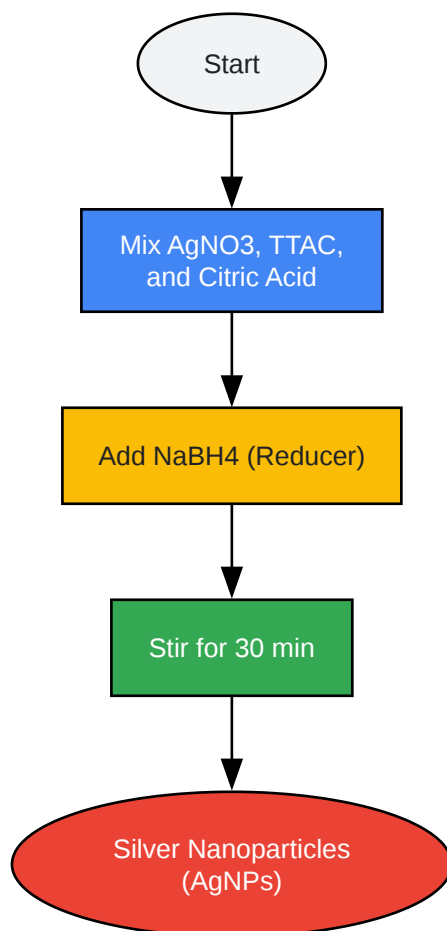 Start
Mix AgNO3, TTAC,
and Citric Acid
Add NaBH4 (Reducer)
Stir for 30 min
Silver Nanoparticles
(AgNPs)